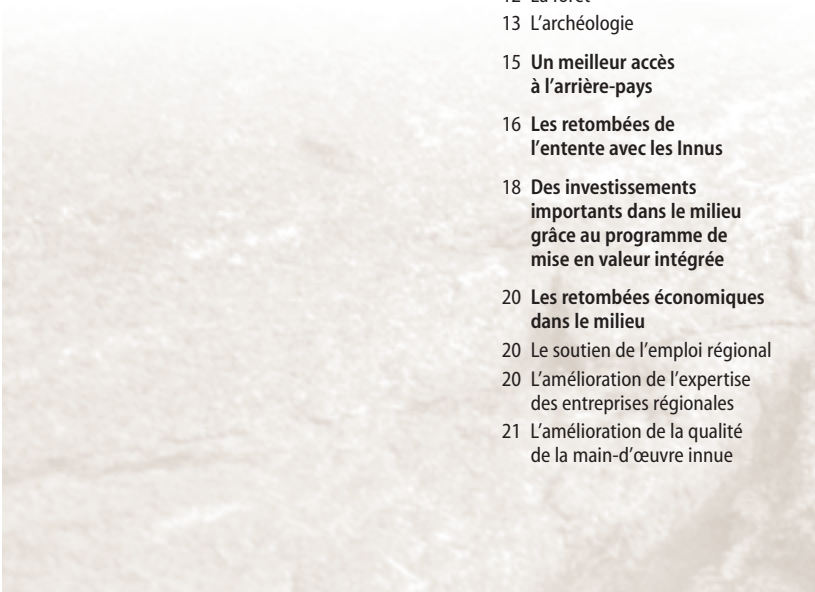 12 La forêt
13 L'archéologie
15 Un meilleur accès
à l'arrière-pays
16 Les retombées de
l'entente avec les Innus
18 Des investissements
importants dans le milieu
grâce au programme de
mise en valeur intégrée
20 Les retombées économiques
dans le milieu
20 Le soutien de l'emploi régional
20 L'amélioration de l'expertise
des entreprises régionales
21 L'amélioration de la qualité
de la main-d'œuvre innue